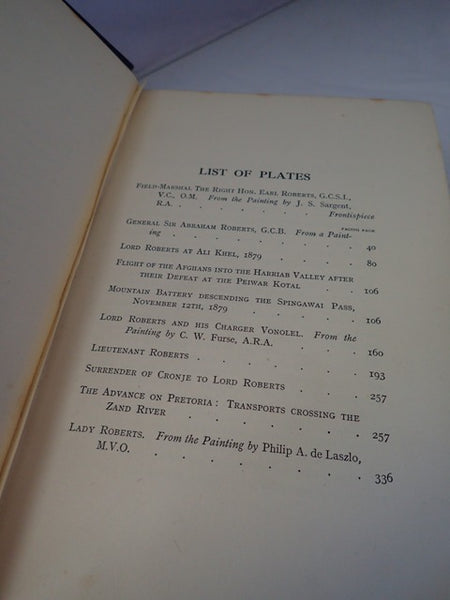 LIST OF PLATES
FIELD-MARSHAL THE RIGHT HON. EARL ROBERTS, G.C.S.I.,
V.C., O.M. From the Painting by J. S. Sargent,
R.A. . . . . . . Frontispiece
FACING PAGE
GENERAL SIR ABRAHAM ROBERTS, G.C.B. From a Paint-
ing . . . . . . . 40
LORD ROBERTS AT ALI KHEL, 1879 . . . . 80
FLIGHT OF THE AFGHANS INTO THE HARRIAB VALLEY AFTER
THEIR DEFEAT AT THE PEIWAR KOTAL . . . 106
MOUNTAIN BATTERY DESCENDING THE SPINGAWAI PASS,
NOVEMBER 12TH, 1879 . . . . . 106
LORD ROBERTS AND HIS CHARGER VONOLEL. From the
Painting by C. W. Furse, A.R.A. . . . 160
LIEUTENANT ROBERTS . . . . . . 193
SURRENDER OF CRONJE TO LORD ROBERTS . . . 257
THE ADVANCE ON PRETORIA : TRANSPORTS CROSSING THE
ZAND RIVER . . . . . . 257
LADY ROBERTS. From the Painting by Philip A. de Laszlo,
M.V.O. . . . . . . 336